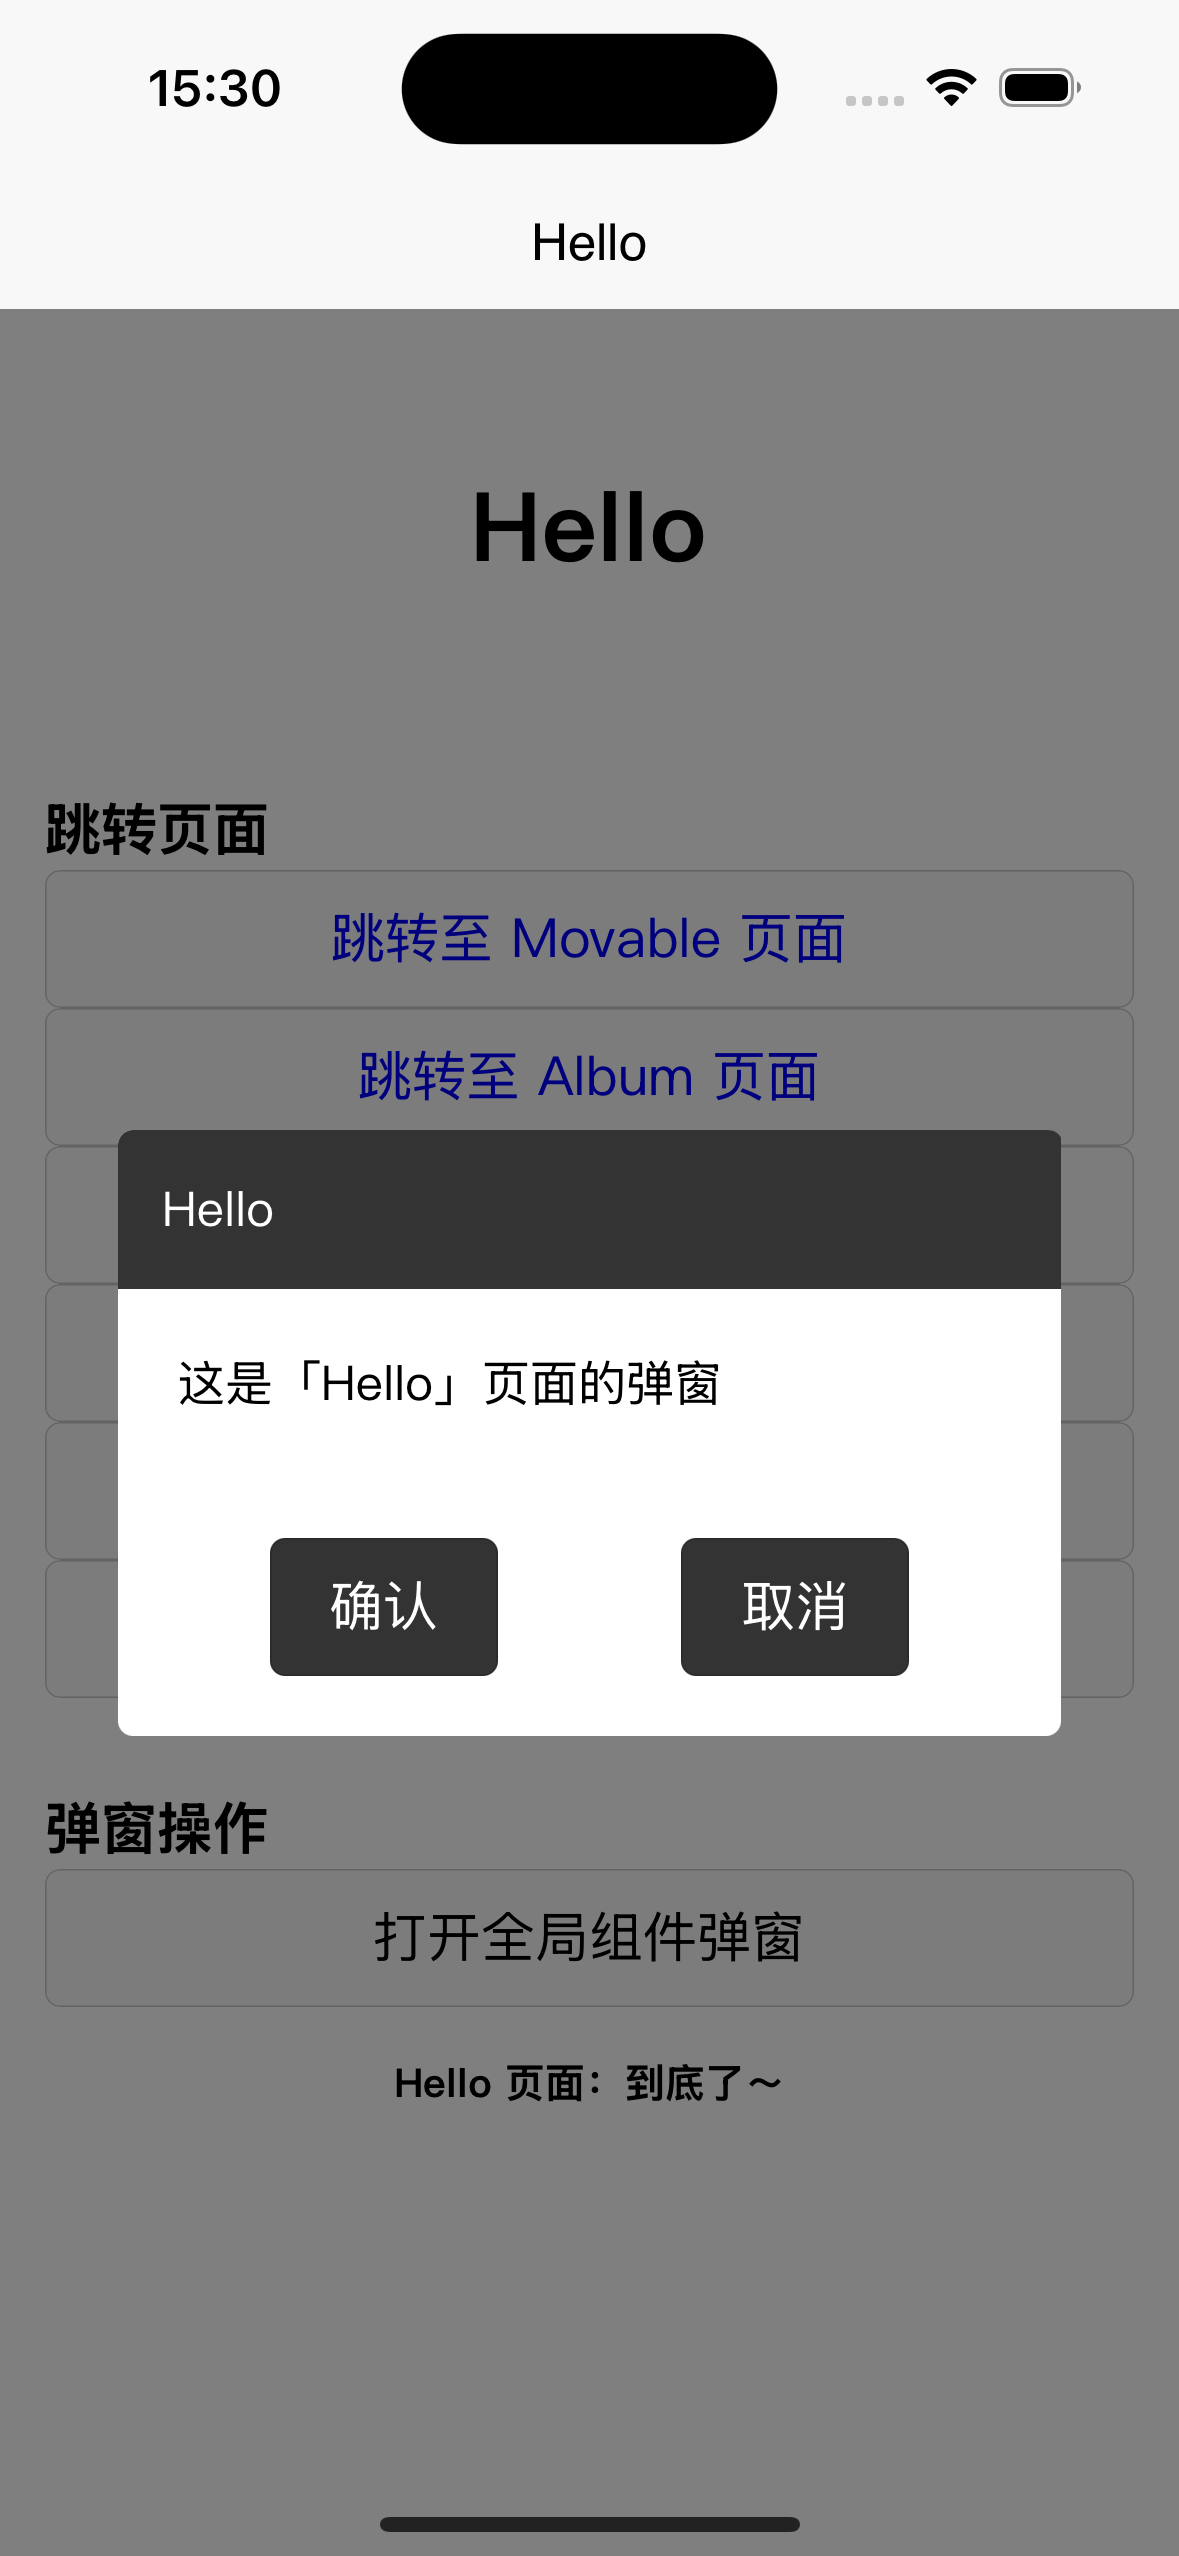 15:30
Hello
Hello
跳转页面
跳转至 Movable 页面
跳转至 Album 页面
Hello
这是「Hello」页面的弹窗
确认
取消
弹窗操作
打开全局组件弹窗
Hello 页面：到底了～